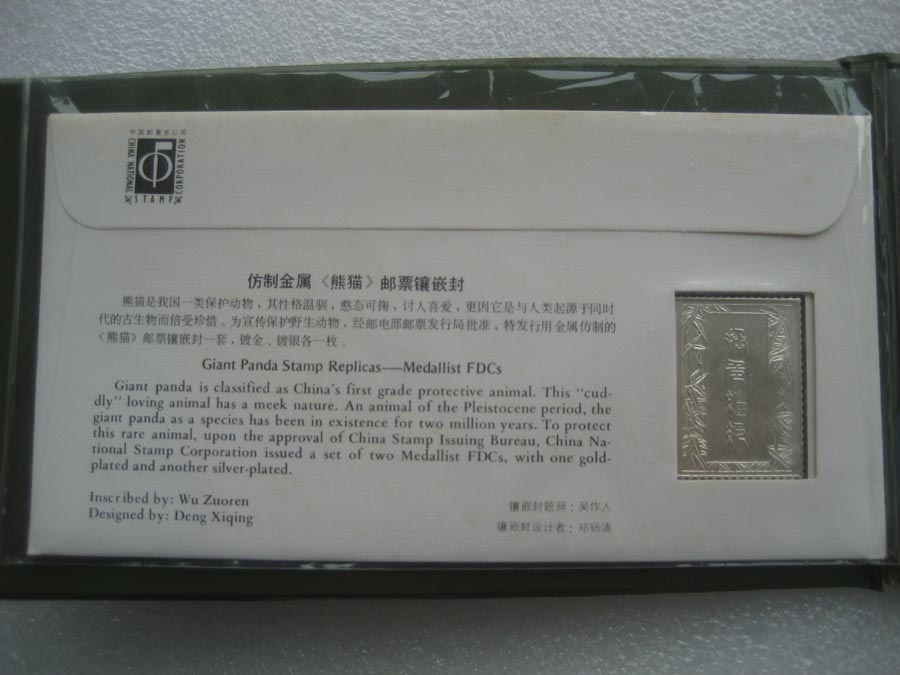 中国邮票总公司
CHINA NATIONAL
STAMP
CORPORATION
仿制金属《熊猫》邮票镶嵌封
熊猫是我国一类保护动物，其性格温驯，憨态可掬，讨人喜爱，更因它是与人类起源于同时
代的古生物而倍受珍惜。为宣传保护野生动物，经邮电部邮票发行局批准，特发行用金属仿制的
《熊猫》邮票镶嵌封一套，镀金、镀银各一枚。
Giant Panda Stamp Replicas——Medallist FDCs
Giant panda is classified as China's first grade protective animal. This "cud-
dly" loving animal has a meek nature. An animal of the Pleistocene period, the
giant panda as a species has been in existence for two million years. To protect
this rare animal, upon the approval of China Stamp Issuing Bureau, China Na-
tional Stamp Corporation issued a set of two Medallist FDCs, with one gold-
plated and another silver-plated.
Inscribed by: Wu Zuoren
Designed by: Deng Xiqing
镶嵌封题辞：吴作人
镶嵌封设计者：邓锡清